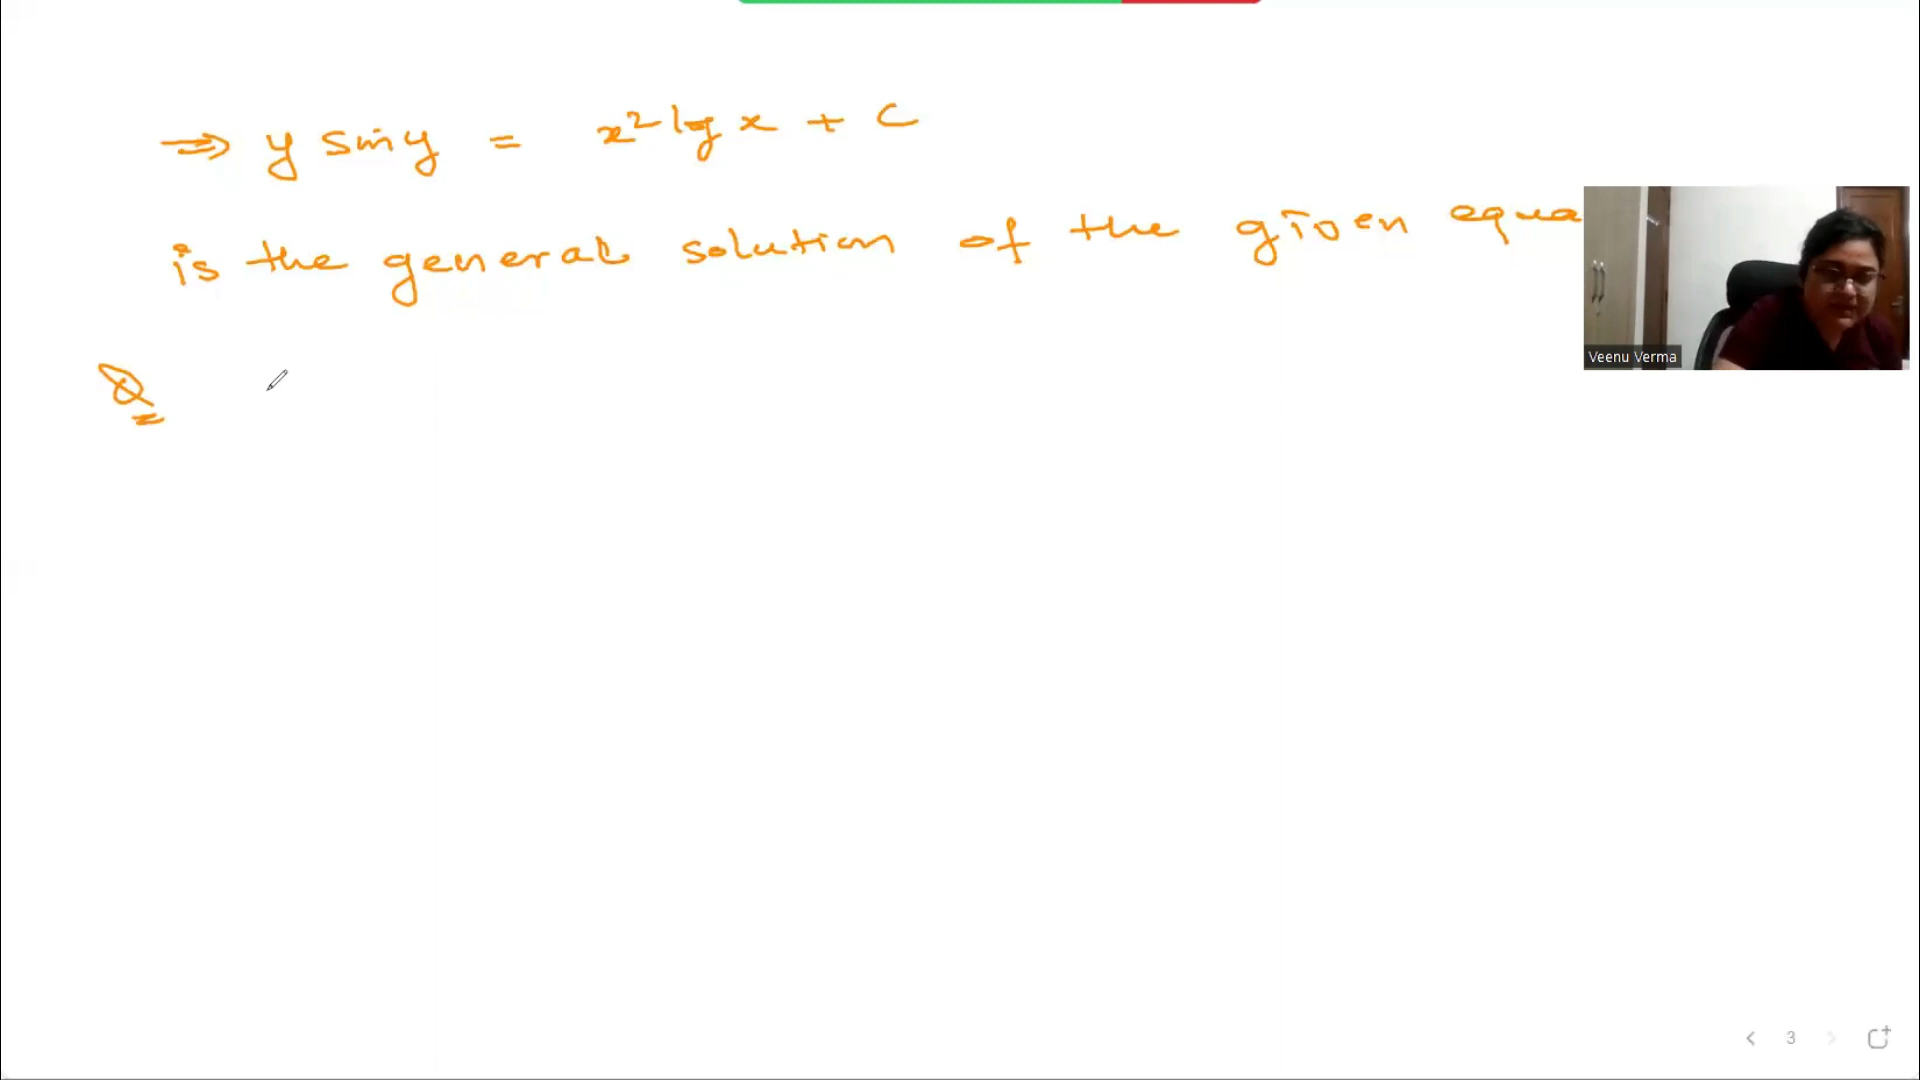 ⇒ y sin y = x² log x + C
is the general solution of the given equa
Veenu Verma
Q
3